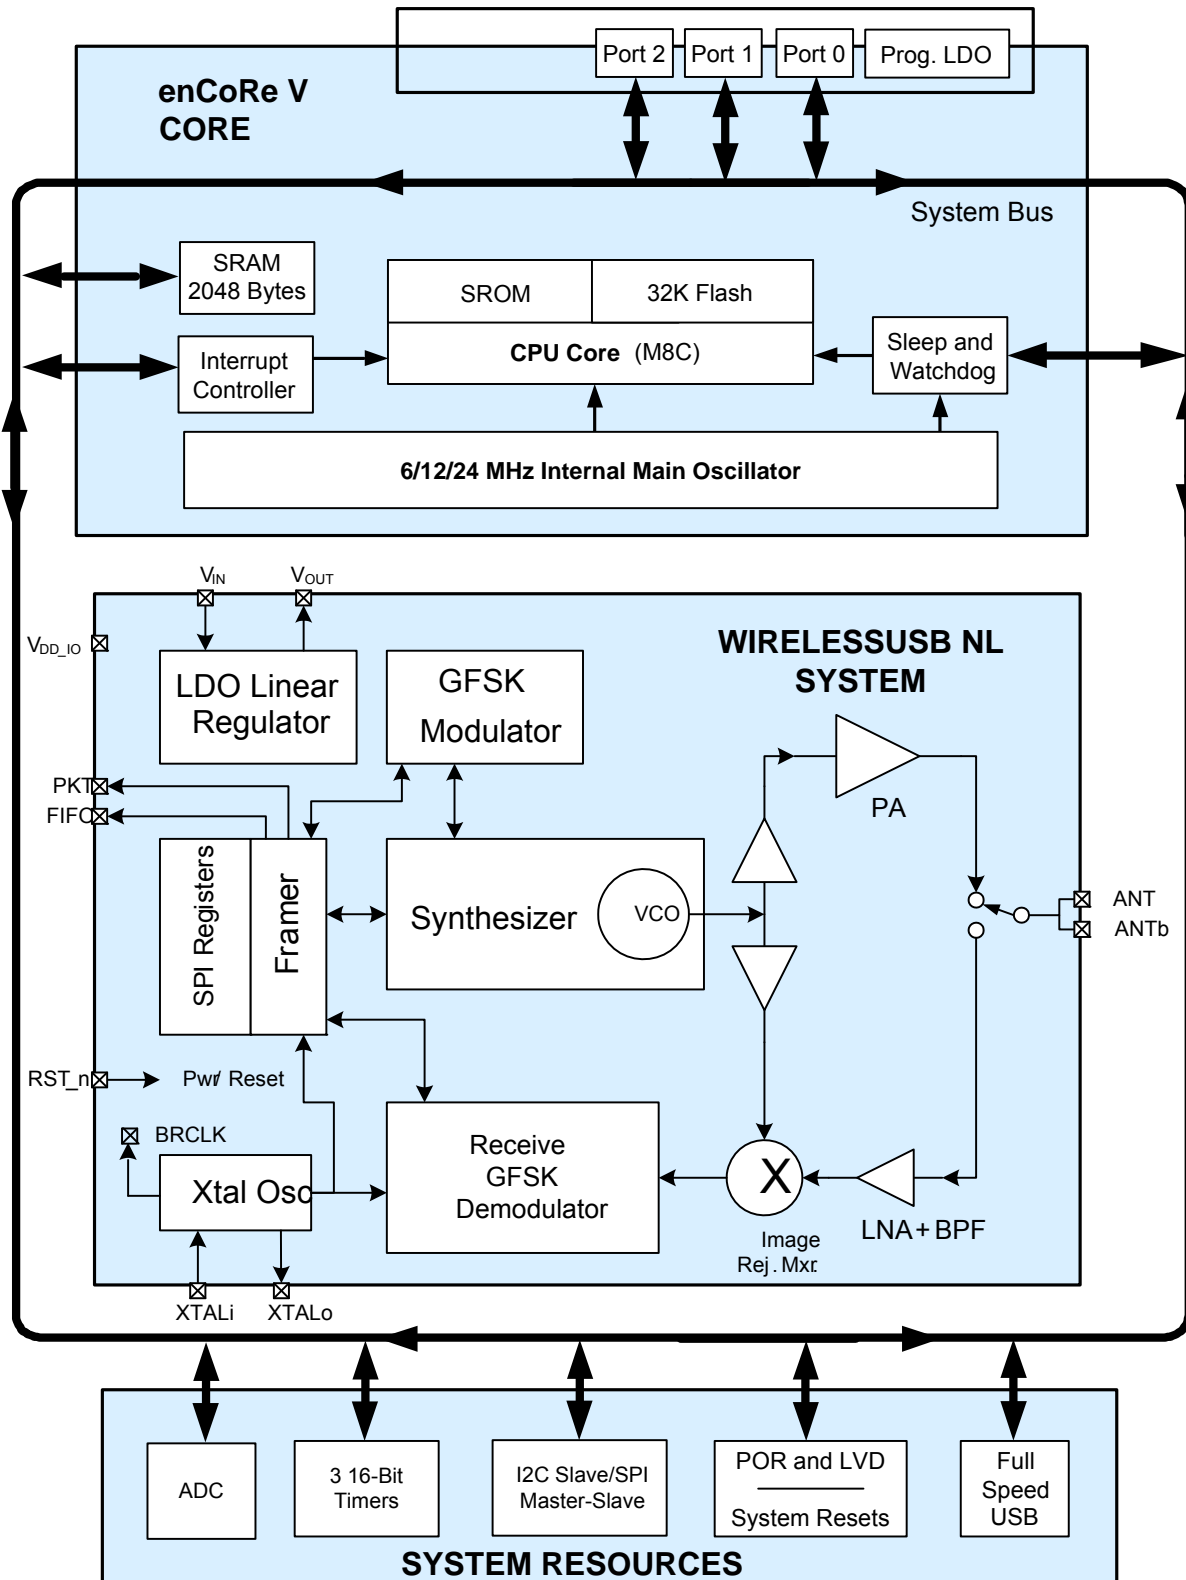 Port 2
Port 1
Port 0
Prog. LDO
enCoRe V
CORE
System Bus
SRAM
2048 Bytes
SROM
32K Flash
CPU Core (M8C)
Interrupt
Controller
Sleep and
Watchdog
6/12/24 MHz Internal Main Oscillator
VIN
VOUT
VDD_IO
LDO Linear
Regulator
GFSK
Modulator
WIRELESSUSB NL
SYSTEM
PKT
FIFO
PA
SPI Registers
Framer
Synthesizer
VCO
ANT
ANTb
RST_n
Pwr/ Reset
BRCLK
Xtal Osc
Receive
GFSK
Demodulator
X
LNA + BPF
Image
Rej. Mxr.
XTALi
XTALo
ADC
3 16-Bit
Timers
I2C Slave/SPI
Master-Slave
POR and LVD
System Resets
Full
Speed
USB
SYSTEM RESOURCES